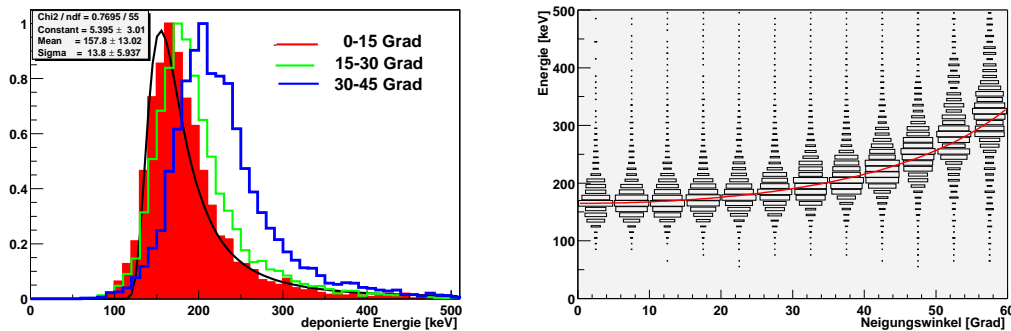 Chi2 / ndf = 0.7695 / 55
Constant = 5.395 ± 3.01
Mean = 157.8 ± 13.02
Sigma = 13.8 ± 5.937
0-15 Grad
15-30 Grad
30-45 Grad
1
0.8
0.6
0.4
0.2
0
0 100 200 300 400 500
deponierte Energie [keV]
Energie [keV]
500
400
300
200
100
0
0 10 20 30 40 50 60
Neigungswinkel [Grad]